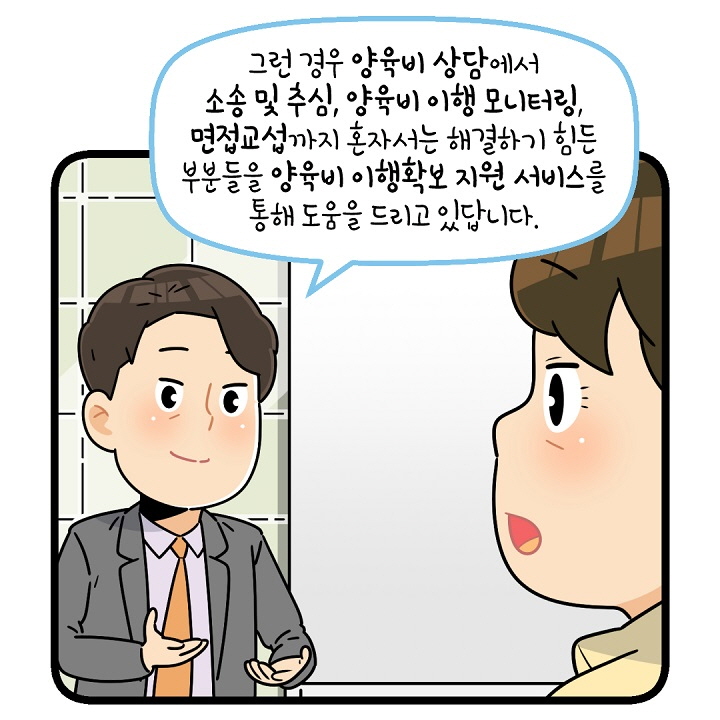 그런 경우 양육비 상담에서
소송 및 추심, 양육비 이행 모니터링,
면접교섭까지 혼자서는 해결하기 힘든
부분들을 양육비 이행확보 지원 서비스를
통해 도움을 드리고 있답니다.